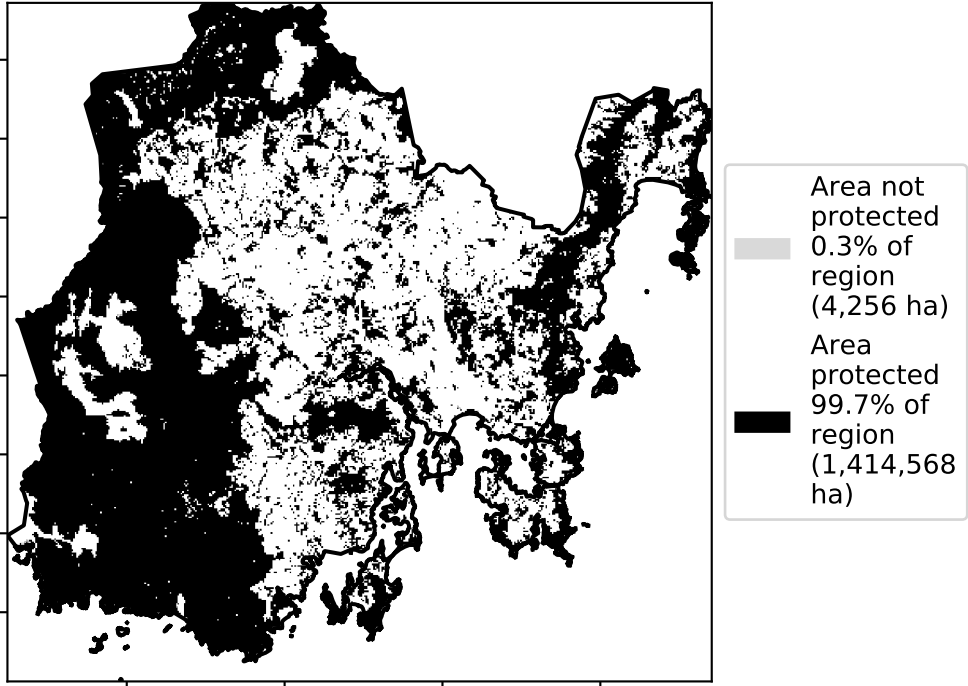 Area not
protected
0.3% of
region
(4,256 ha)
Area
protected
99.7% of
region
(1,414,568
ha)